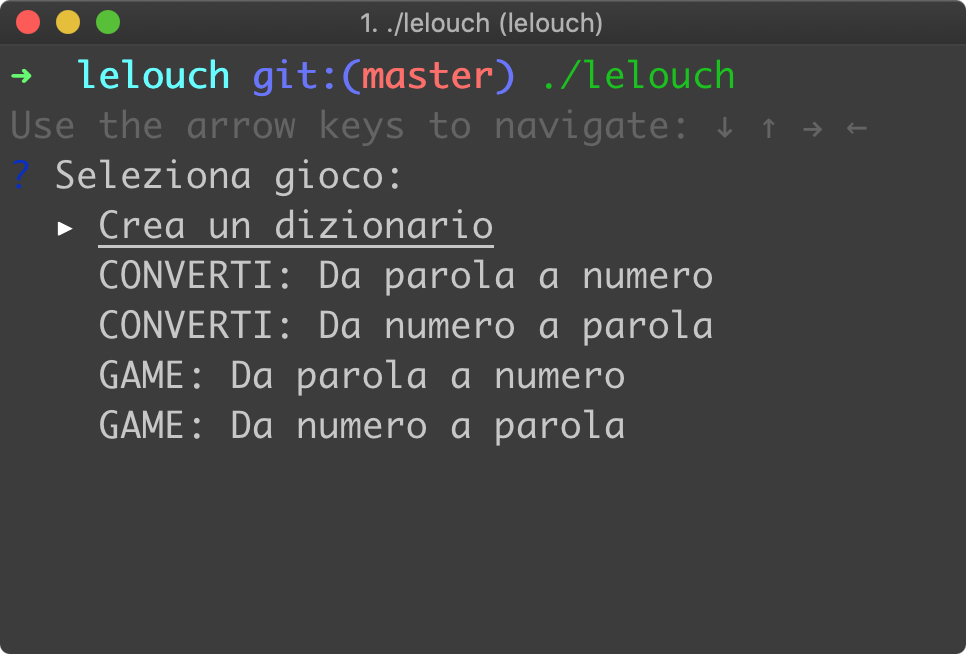 1. ./lelouch (lelouch)
➜ lelouch git:(master) ./lelouch
Use the arrow keys to navigate: ↓ ↑ → ←
? Seleziona gioco:
▸ Crea un dizionario
CONVERTI: Da parola a numero
CONVERTI: Da numero a parola
GAME: Da parola a numero
GAME: Da numero a parola